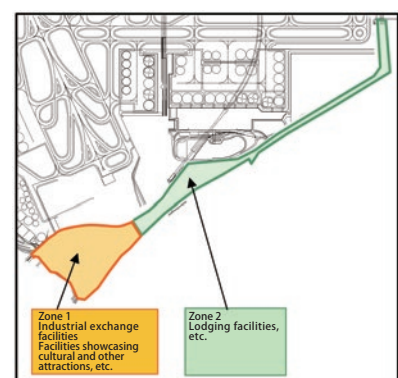 Zone 1
Industrial exchange
facilities
Facilities showcasing
cultural and other
attractions, etc.
Zone 2
Lodging facilities,
etc.